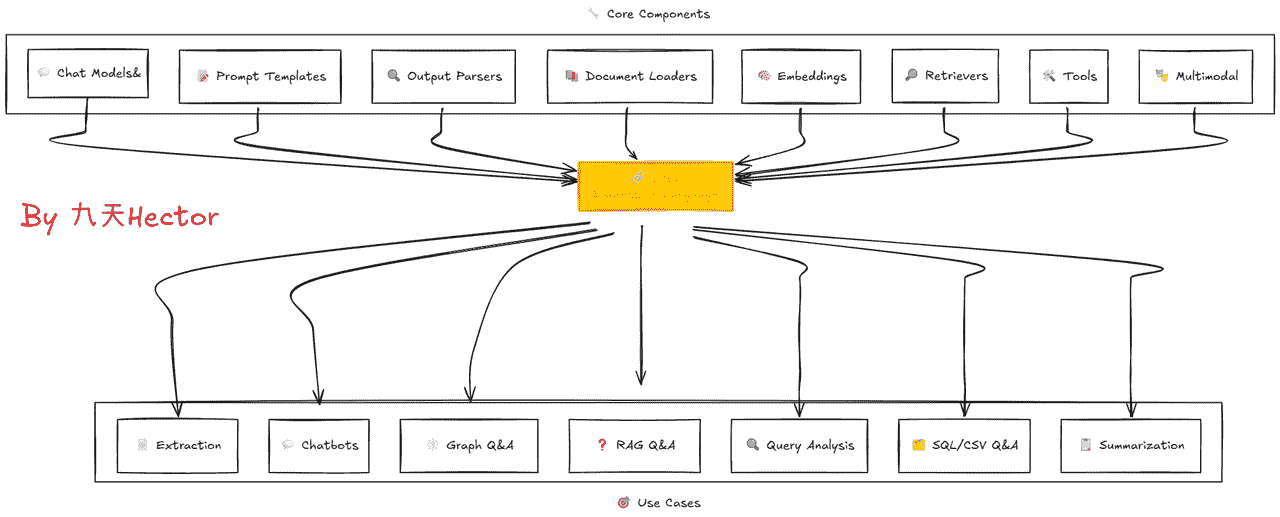 Core Components
Chat Models&
Prompt Templates
Output Parsers
Document Loaders
Embeddings
Retrievers
Tools
Multimodal
By 九天Hector
Extraction
Chatbots
Graph Q&A
RAG Q&A
Query Analysis
SQL/CSV Q&A
Summarization
Use Cases